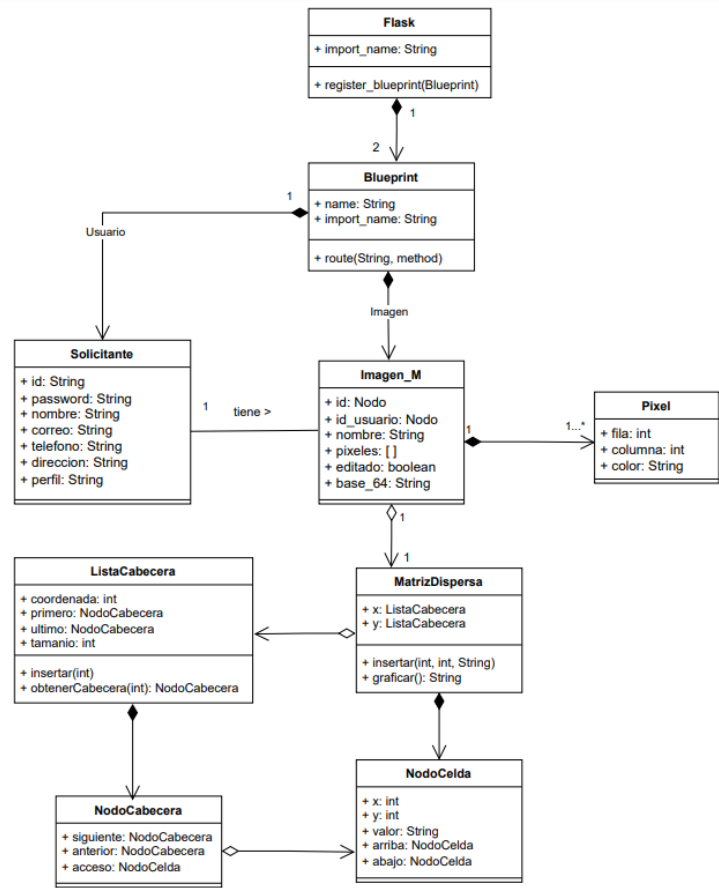 Flask
+ import_name: String
+ register_blueprint(Blueprint)
1
2
Blueprint
+ name: String
+ import_name: String
+ route(String, method)
1
Usuario
Imagen
Solicitante
+ id: String
+ password: String
+ nombre: String
+ correo: String
+ telefono: String
+ direccion: String
+ perfil: String
1 tiene >
Imagen_M
+ id: Nodo
+ id_usuario: Nodo
+ nombre: String
+ pixeles: [ ]
+ editado: boolean
+ base_64: String
1
1...*
Pixel
+ fila: int
+ columna: int
+ color: String
1
1
ListaCabecera
+ coordenada: int
+ primero: NodoCabecera
+ ultimo: NodoCabecera
+ tamanio: int
+ insertar(int)
+ obtenerCabecera(int): NodoCabecera
MatrizDispersa
+ x: ListaCabecera
+ y: ListaCabecera
+ insertar(int, int, String)
+ graficar(): String
NodoCabecera
+ siguiente: NodoCabecera
+ anterior: NodoCabecera
+ acceso: NodoCelda
NodoCelda
+ x: int
+ y: int
+ valor: String
+ arriba: NodoCelda
+ abajo: NodoCelda